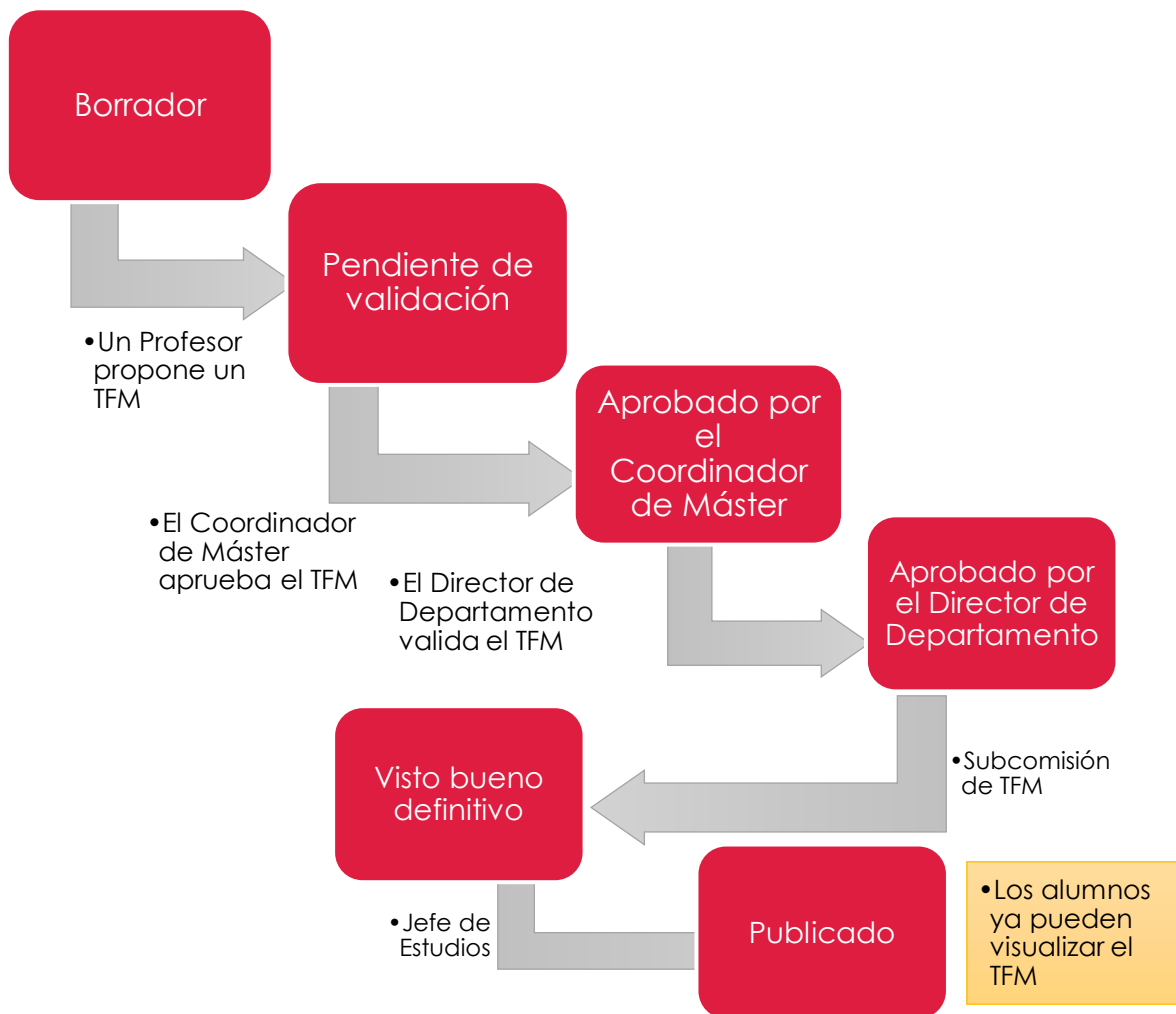 Borrador
•Un Profesor
propone un
TFM
Pendiente de
validación
•El Coordinador
de Máster
aprueba el TFM
Aprobado por
el
Coordinador
de Máster
•El Director de
Departamento
valida el TFM
Aprobado por
el Director de
Departamento
•Subcomisión
de TFM
Visto bueno
definitivo
•Jefe de
Estudios
Publicado
•Los alumnos
ya pueden
visualizar el
TFM